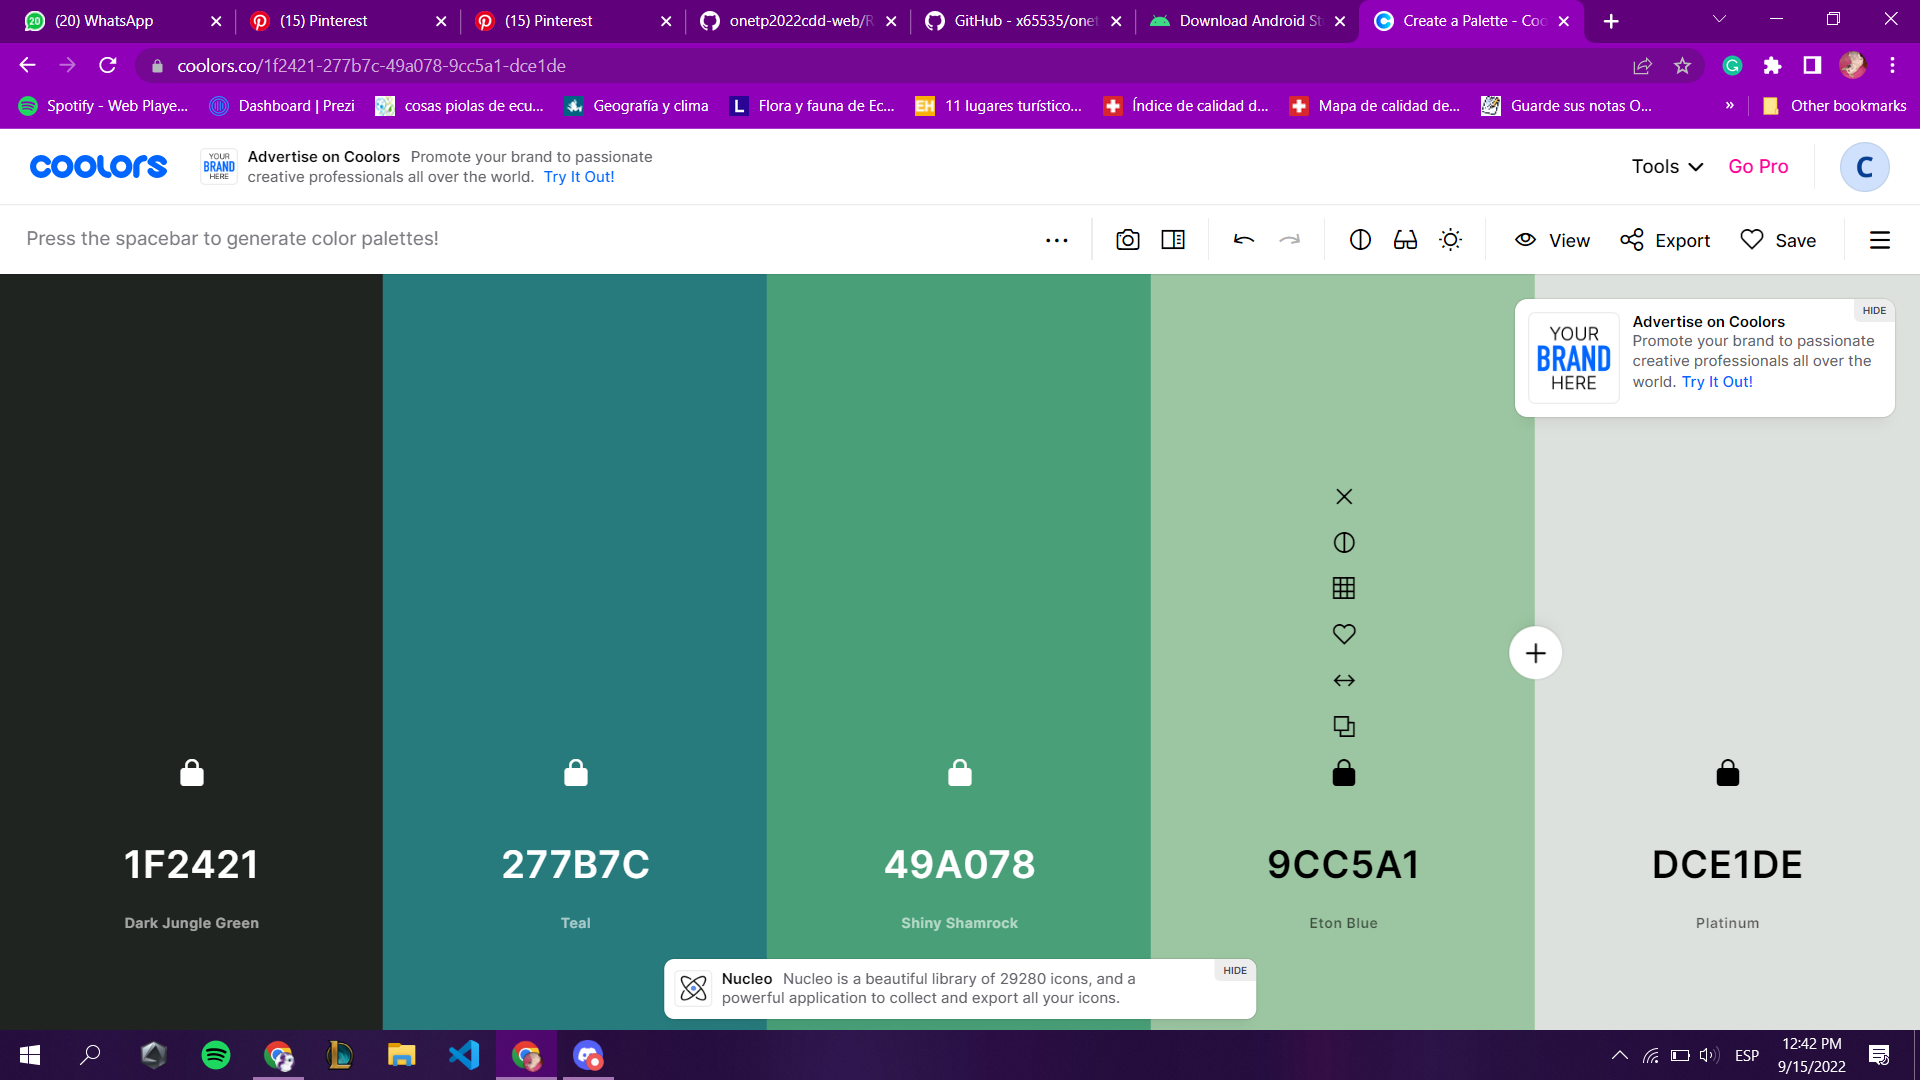 (20) WhatsApp
(15) Pinterest
(15) Pinterest
onetp2022cdd-web/R
GitHub - x65535/onet
Download Android St
Create a Palette - Coo
coolors.co/1f2421-277b7c-49a078-9cc5a1-dce1de
Spotify - Web Playe...
Dashboard | Prezi
cosas piolas de ecu...
Geografía y clima
Flora y fauna de Ec...
11 lugares turístico...
Índice de calidad d...
Mapa de calidad de...
Guarde sus notas O...
»
Other bookmarks
coolors
YOUR
BRAND
HERE
Advertise on Coolors Promote your brand to passionate
creative professionals all over the world. Try It Out!
Tools
Go Pro
C
Press the spacebar to generate color palettes!
View
Export
Save
HIDE
YOUR
BRAND
HERE
Advertise on Coolors
Promote your brand to passionate
creative professionals all over the
world. Try It Out!
1F2421
277B7C
49A078
9CC5A1
DCE1DE
Dark Jungle Green
Teal
Shiny Shamrock
Eton Blue
Platinum
HIDE
Nucleo Nucleo is a beautiful library of 29280 icons, and a
powerful application to collect and export all your icons.
ESP
12:42 PM
9/15/2022